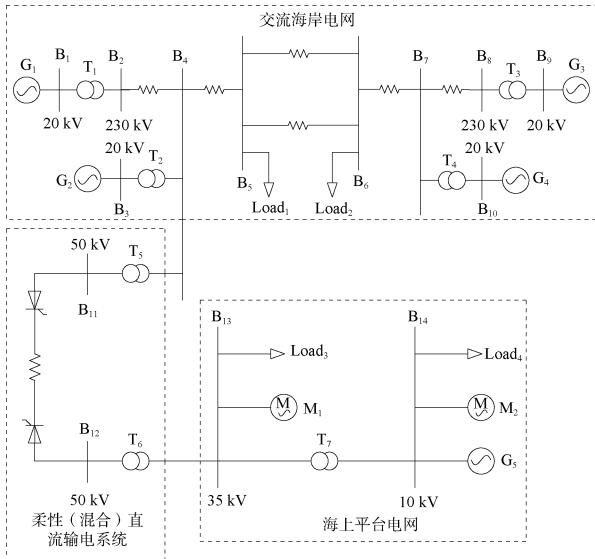 交流海岸电网
G1 B1 T1 B2 B4 B7 B8 T3 B9 G3
20 kV 230 kV 230 kV 20 kV
20 kV 20 kV
G2 T2 T4 G4
B3 B5 B6 B10
Load1 Load2
50 kV T5
B11
B13 B14
Load3 Load4
M M1 M M2
B12 T6 T7 G5
50 kV 35 kV 10 kV
柔性（混合）直
流输电系统
海上平台电网